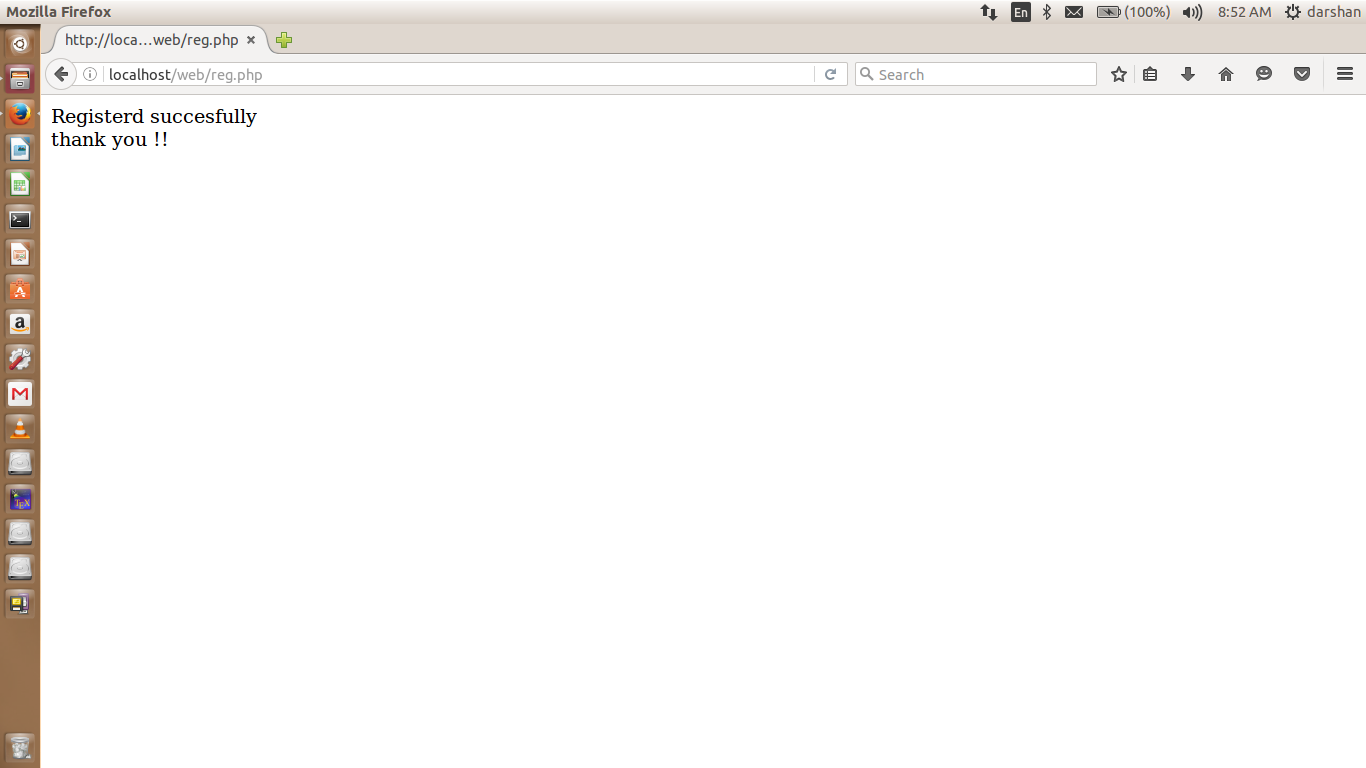 Mozilla Firefox
En
(100%)
8:52 AM
darshan
http://loca...web/reg.php
localhost/web/reg.php
Search
Registerd succesfully
thank you !!